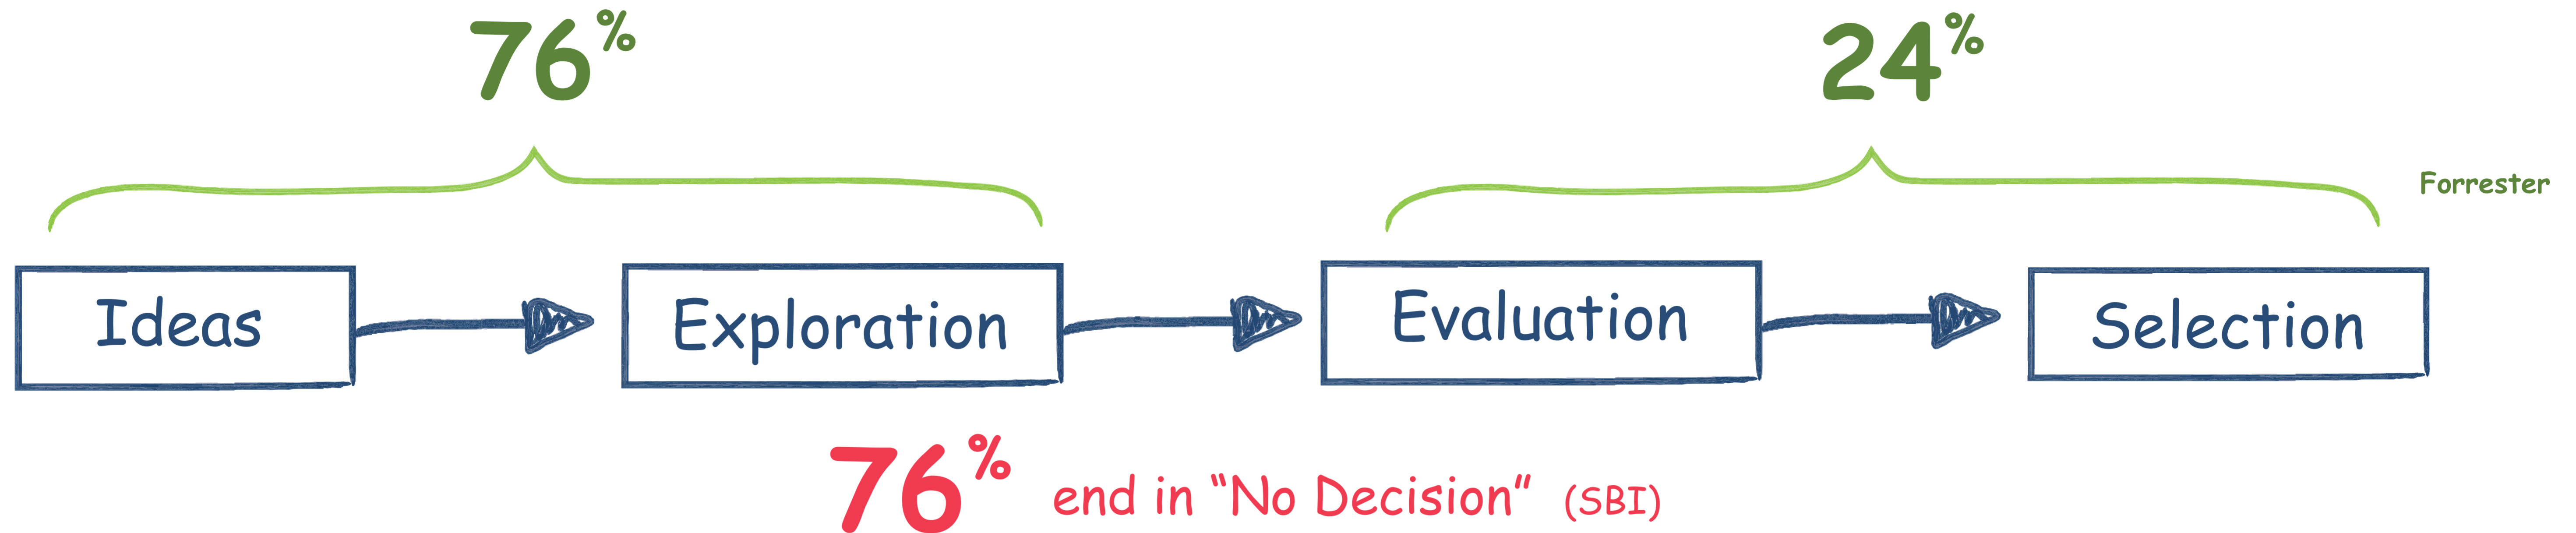 76%
24%
Forrester
Ideas
Exploration
Evaluation
Selection
76% end in “No Decision” (SBI)